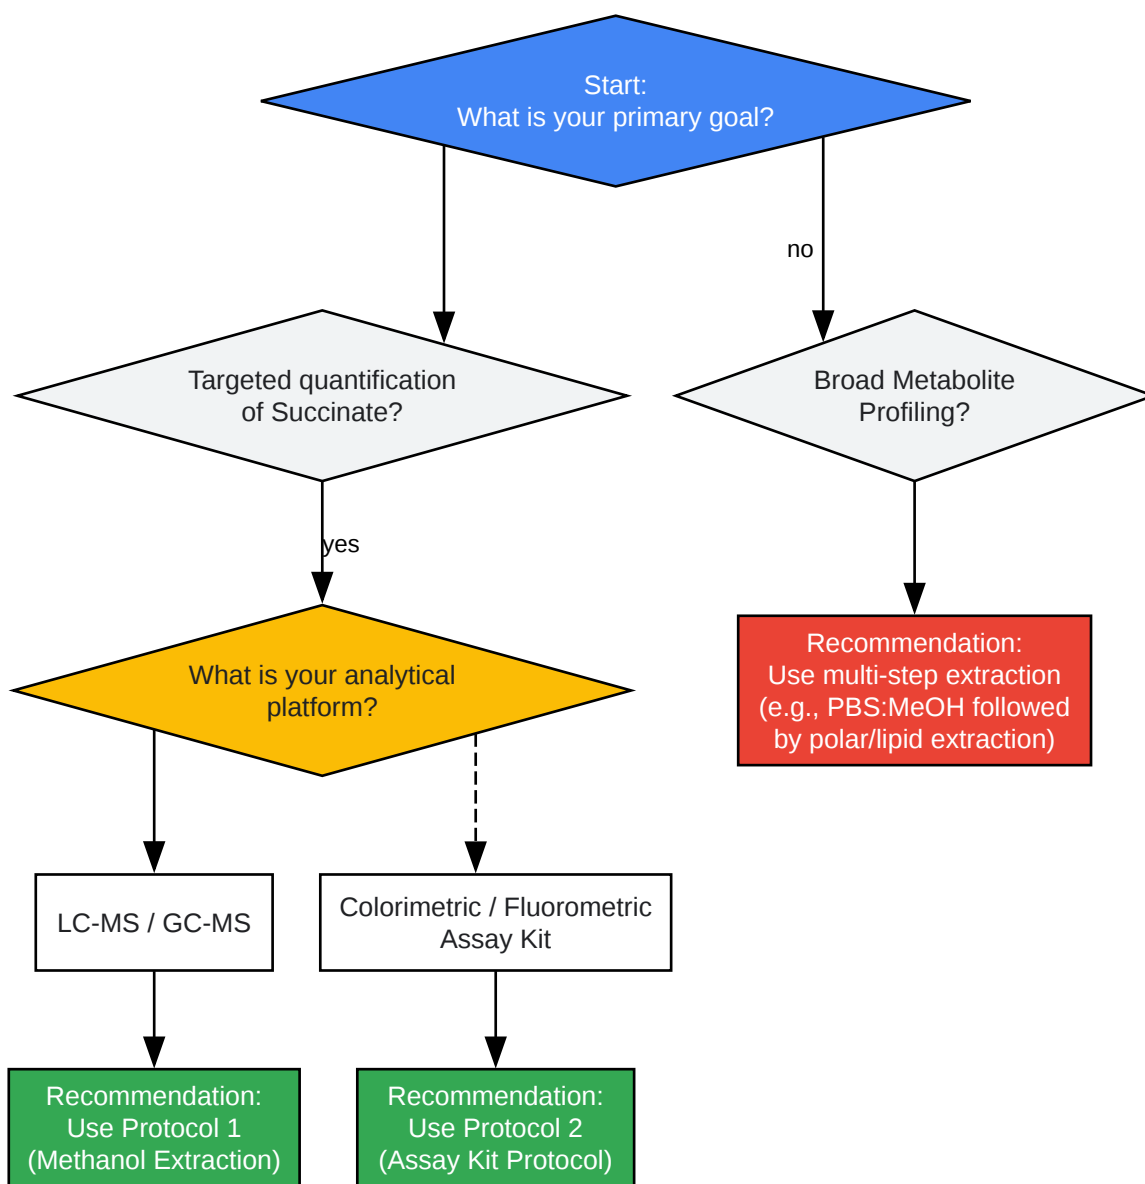 Start:
What is your primary goal?
no
Targeted quantification
of Succinate?
Broad Metabolite
Profiling?
yes
What is your analytical
platform?
Recommendation:
Use multi-step extraction
(e.g., PBS:MeOH followed
by polar/lipid extraction)
LC-MS / GC-MS
Colorimetric / Fluorometric
Assay Kit
Recommendation:
Use Protocol 1
(Methanol Extraction)
Recommendation:
Use Protocol 2
(Assay Kit Protocol)